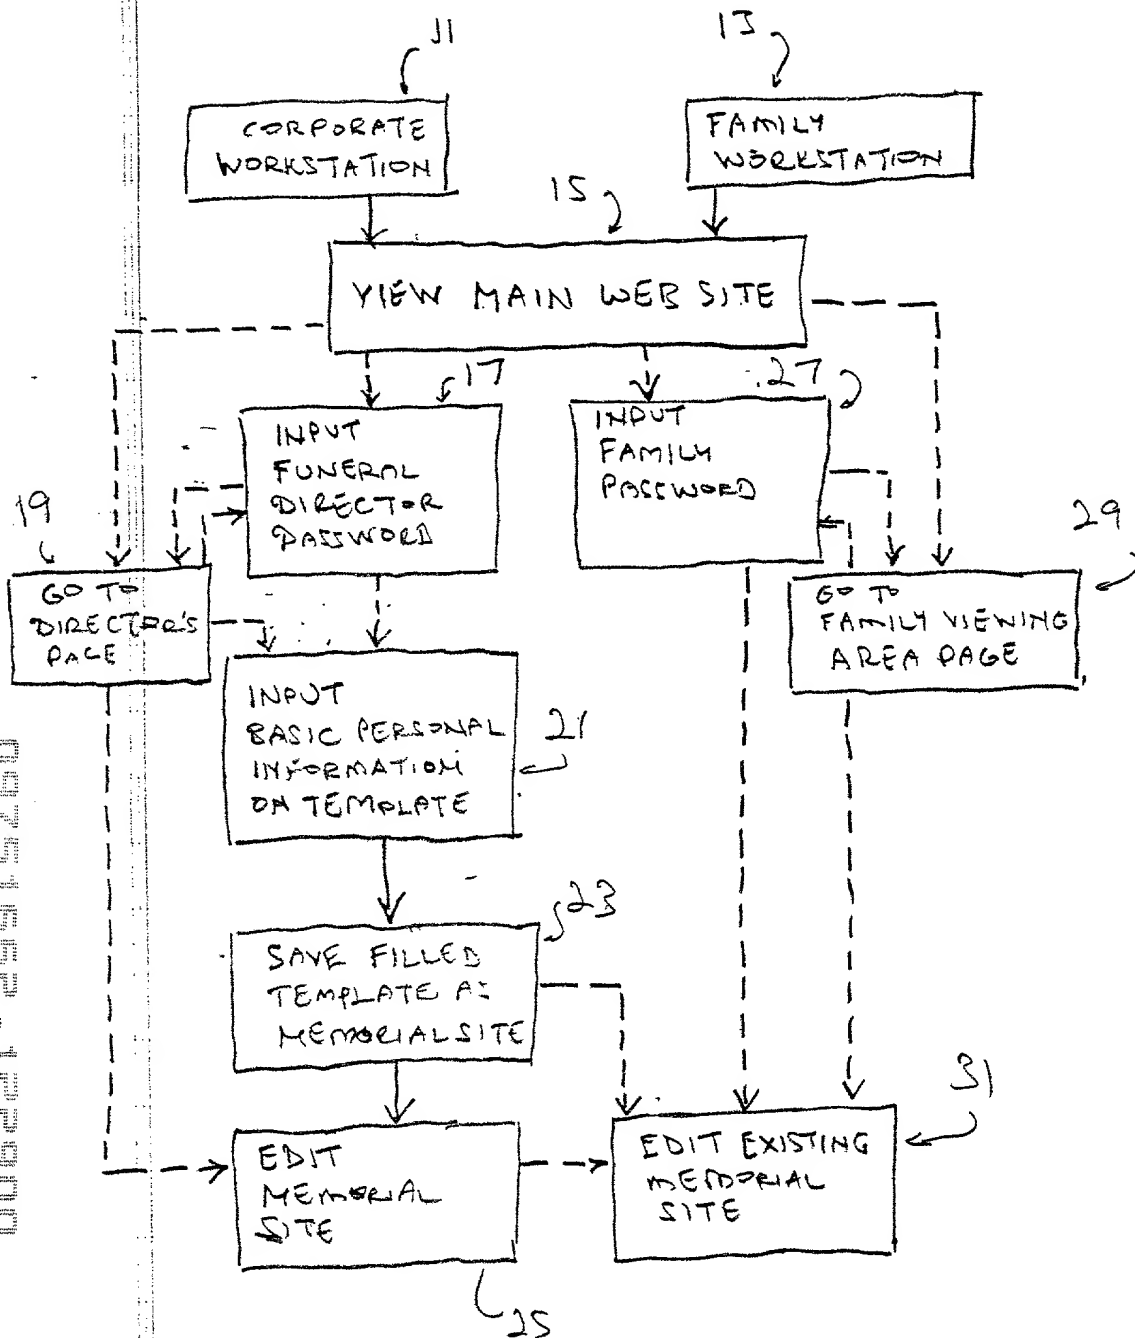 11
13
CORPORATE
WORKSTATION
FAMILY
WORKSTATION
15
VIEW MAIN WEB SITE
17
27
INPUT
FUNERAL
DIRECTOR
PASSWORD
INPUT
FAMILY
PASSWORD
19
29
GO TO
DIRECTOR'S
PAGE
GO TO
FAMILY VIEWING
AREA PAGE
INPUT
BASIC PERSONAL
INFORMATION
ON TEMPLATE
21
23
SAVE FILLED
TEMPLATE AS
MEMORIAL SITE
31
EDIT
MEMORIAL
SITE
EDIT EXISTING
MEMORIAL
SITE
25